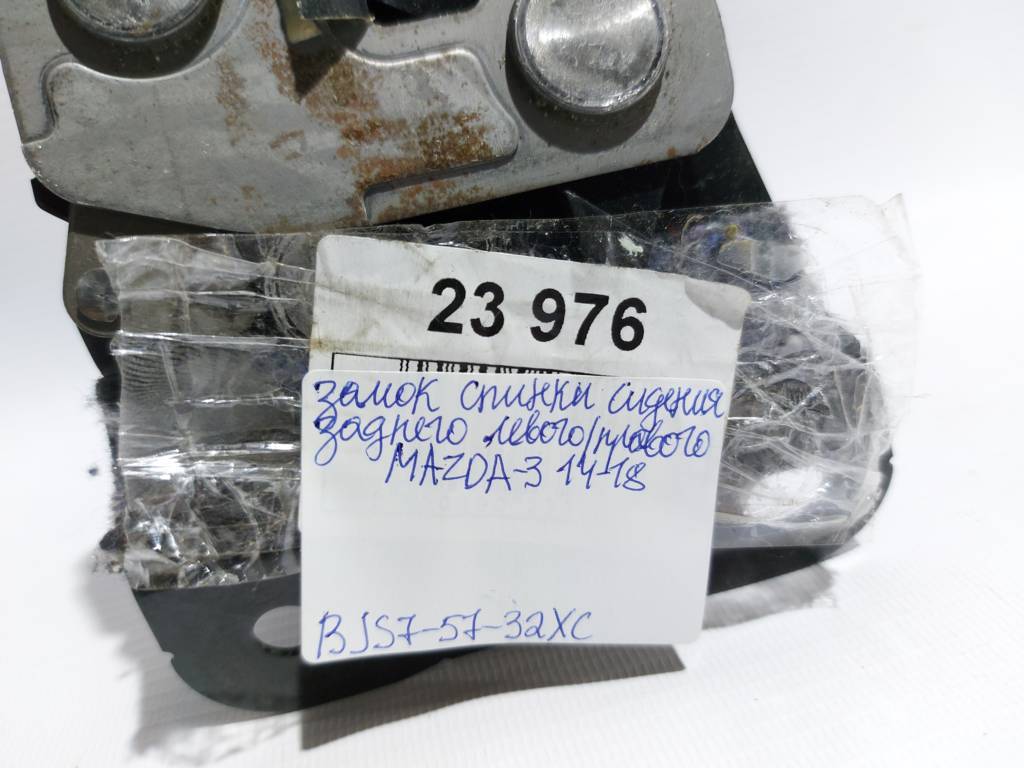 23 976
замок спинки сидения
заднего левого/правого
MAZDA-3 14-18
BJS7-57-32XC